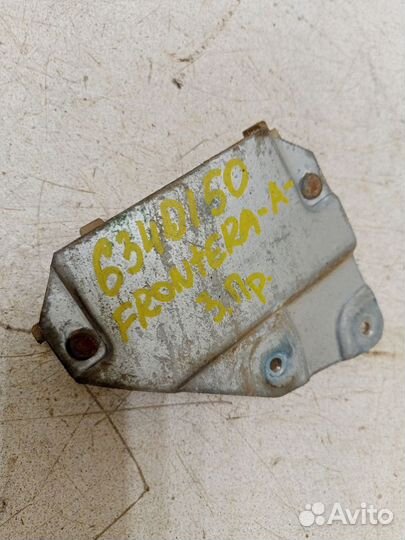 6340150
FRONTERA-A-
3.Пр.
Avito